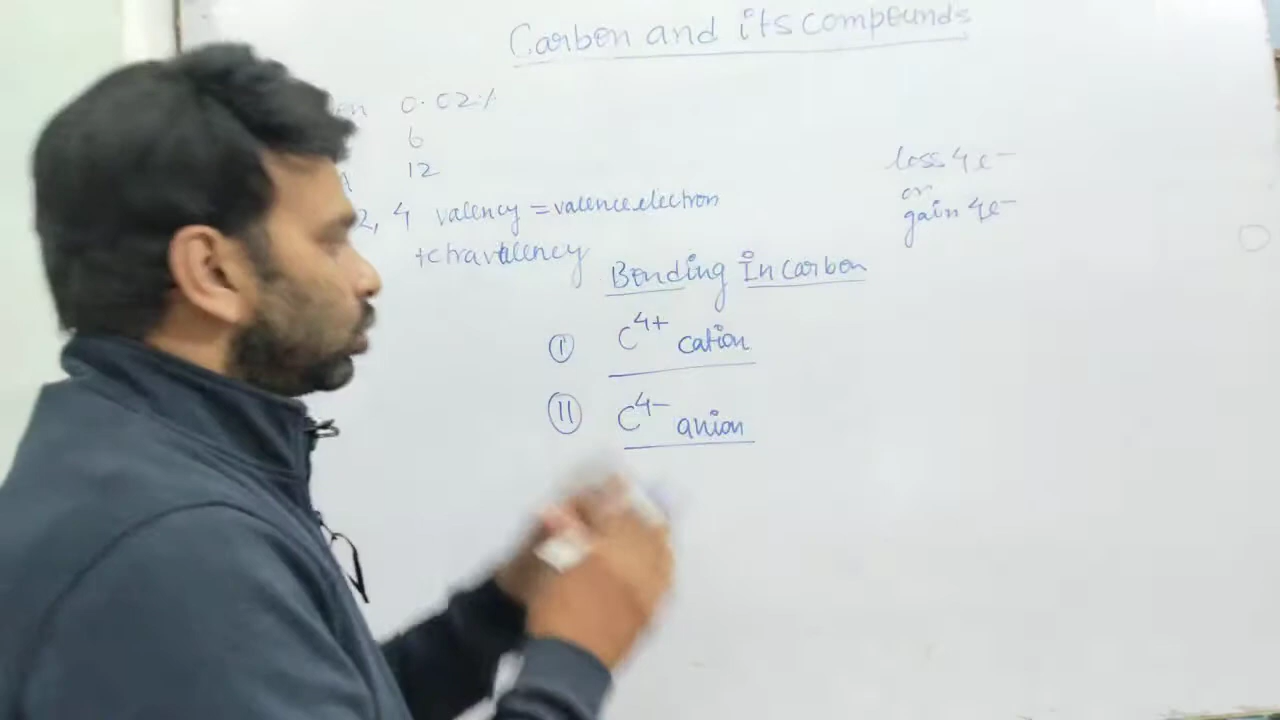 Carbon and its compounds
0.02%
6
12
2, 4 valency = valence electron
tetravalency
loss 4e-
or
gain 4e-
Bonding In carbon
I C4+ cation
II C4- anion